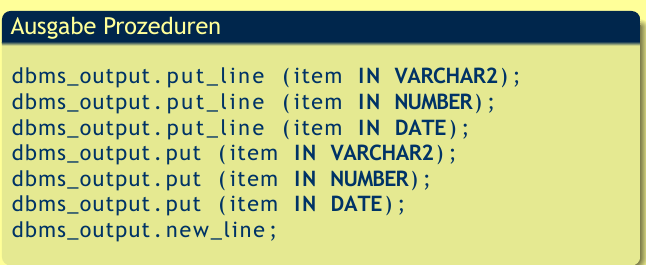 Ausgabe Prozeduren
dbms_output.put_line (item IN VARCHAR2);
dbms_output.put_line (item IN NUMBER);
dbms_output.put_line (item IN DATE);
dbms_output.put (item IN VARCHAR2);
dbms_output.put (item IN NUMBER);
dbms_output.put (item IN DATE);
dbms_output.new_line;